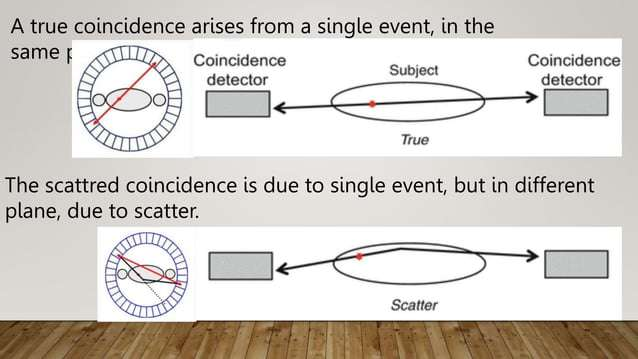 A true coincidence arises from a single event, in the
same
Coincidence detector
Subject
Coincidence detector
True
The scattred coincidence is due to single event, but in different
plane, due to scatter.
Scatter